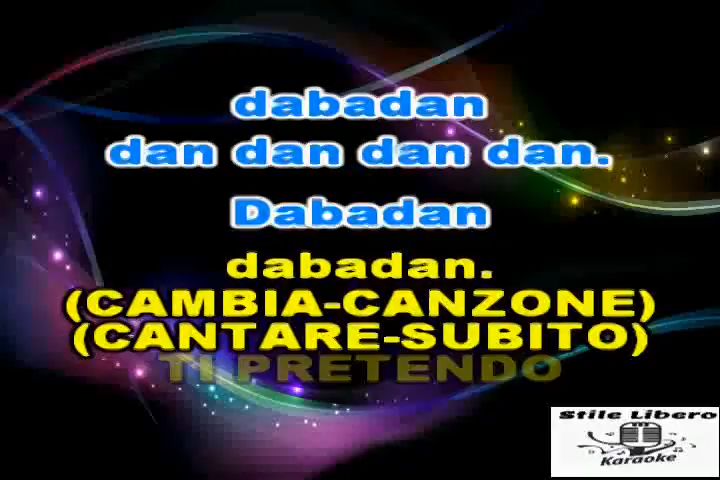 dabadan
dan dan dan dan.
Dabadan
dabadan.
(CAMBIA-CANZONE)
(CANTARE-SUBITO)
TI PRETENDO
Stile Libero
Karaoke